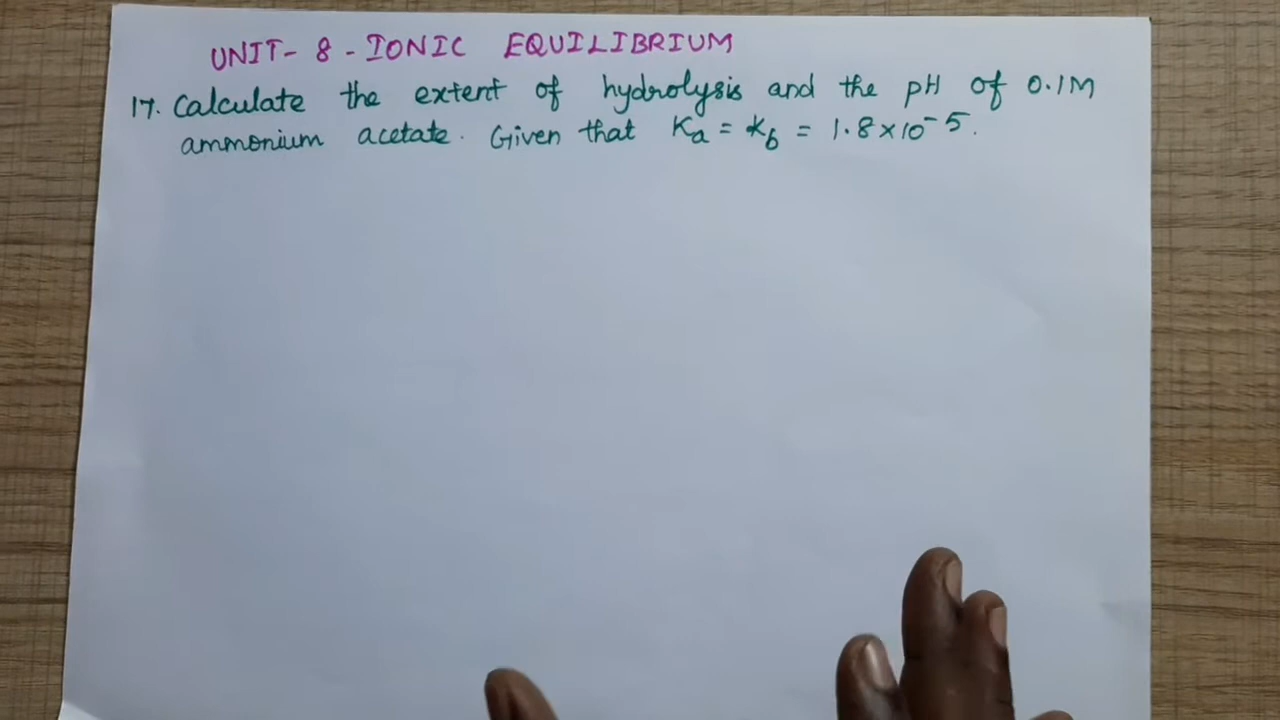 UNIT- 8 - IONIC EQUILIBRIUM
17. Calculate the extent of hydrolysis and the pH of 0.1M
ammonium acetate. Given that Ka = Kb = 1.8×10⁻⁵.